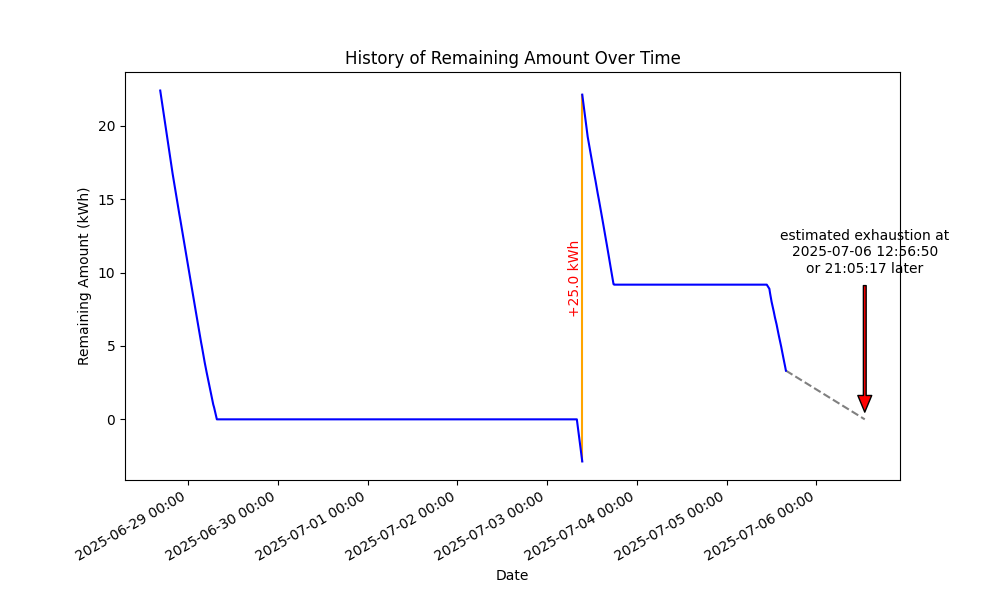 History of Remaining Amount Over Time
Remaining Amount (kWh)
20
15
10
5
0
+25.0 kWh
estimated exhaustion at
2025-07-06 12:56:50
or 21:05:17 later
2025-06-29 00:00
2025-06-30 00:00
2025-07-01 00:00
2025-07-02 00:00
2025-07-03 00:00
2025-07-04 00:00
2025-07-05 00:00
2025-07-06 00:00
Date